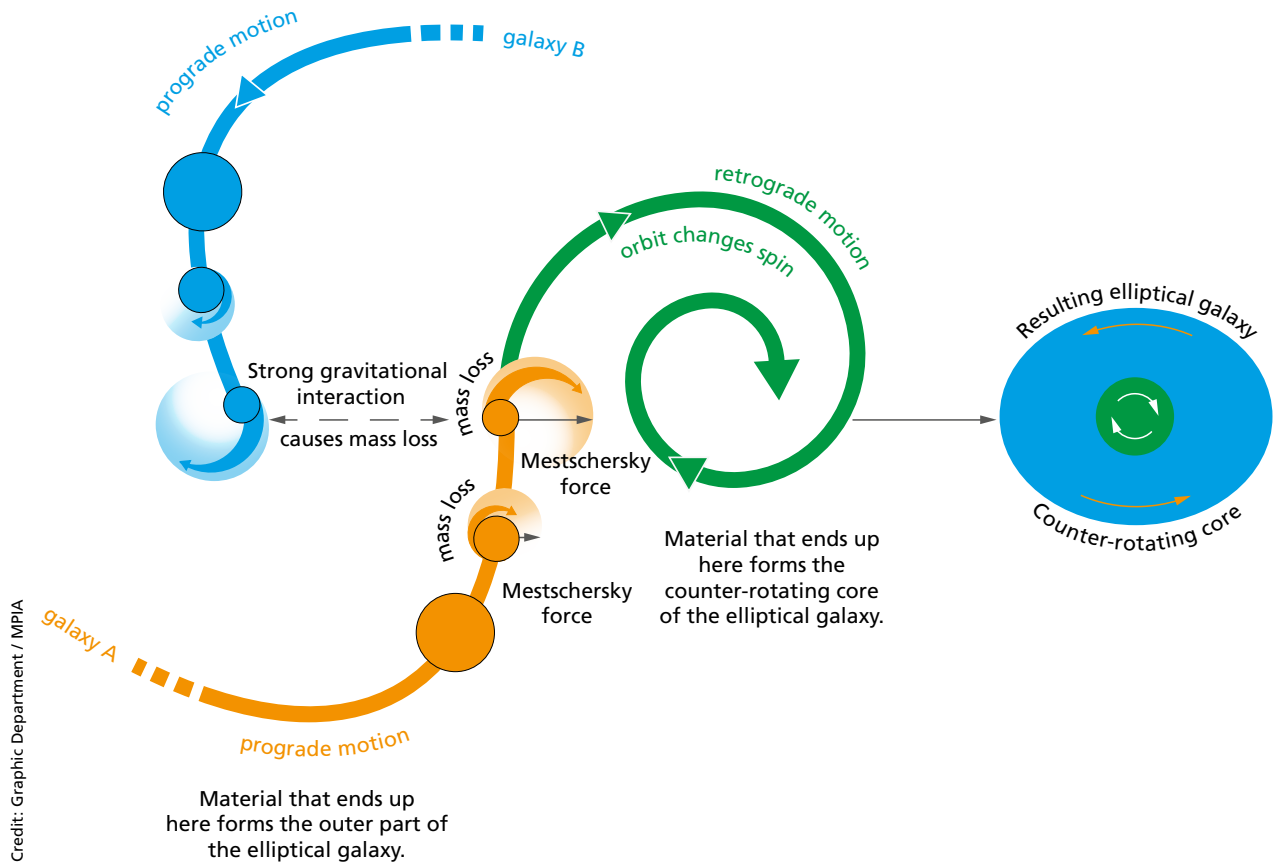 prograde motion
galaxy B
retrograde motion
orbit changes spin
Resulting elliptical galaxy
Strong gravitational
interaction
causes mass loss
mass loss
Mestschersky
force
mass loss
Mestschersky
force
Material that ends up
here forms the
counter-rotating core
of the elliptical galaxy.
Counter-rotating core
galaxy A
prograde motion
Material that ends up
here forms the outer part of
the elliptical galaxy.
Credit: Graphic Department / MPIA